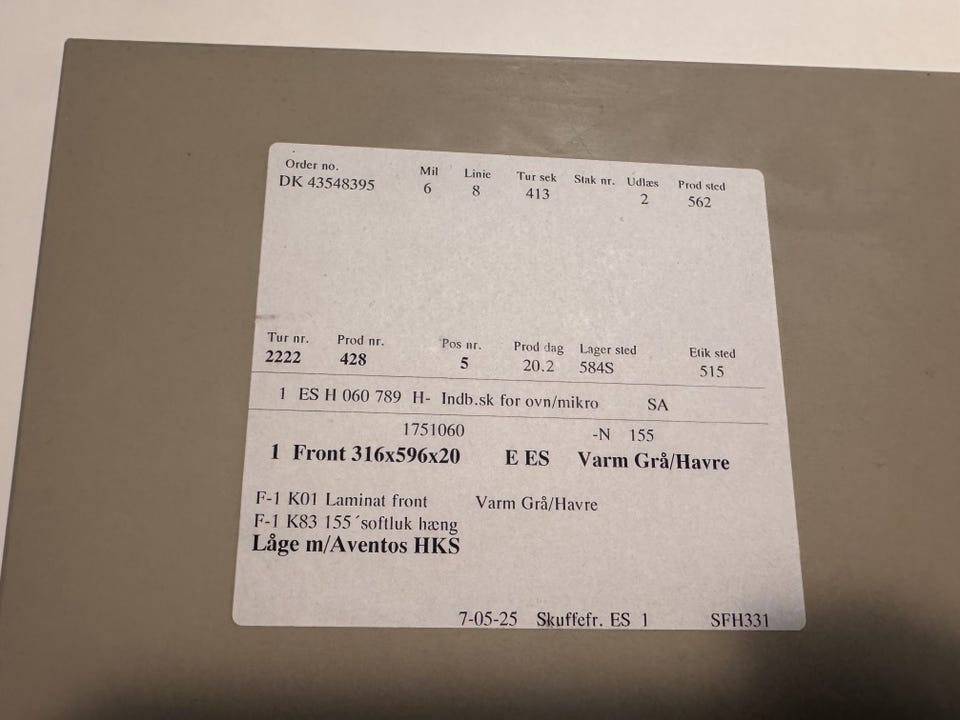 Order no. Mil Linie Tur sek Stak nr. Udlæs Prod sted
DK 43548395 6 8 413 2 562
Tur nr. Prod nr. Pos nr. Prod dag Lager sted Etik sted
2222 428 5 20.2 584S 515
1 ES H 060 789 H- Indb.sk for ovn/mikro SA
1751060 -N 155
1 Front 316x596x20 E ES Varm Grå/Havre
F-1 K01 Laminat front Varm Grå/Havre
F-1 K83 155´softluk hæng
Låge m/Aventos HKS
7-05-25 Skuffefr. ES 1 SFH331